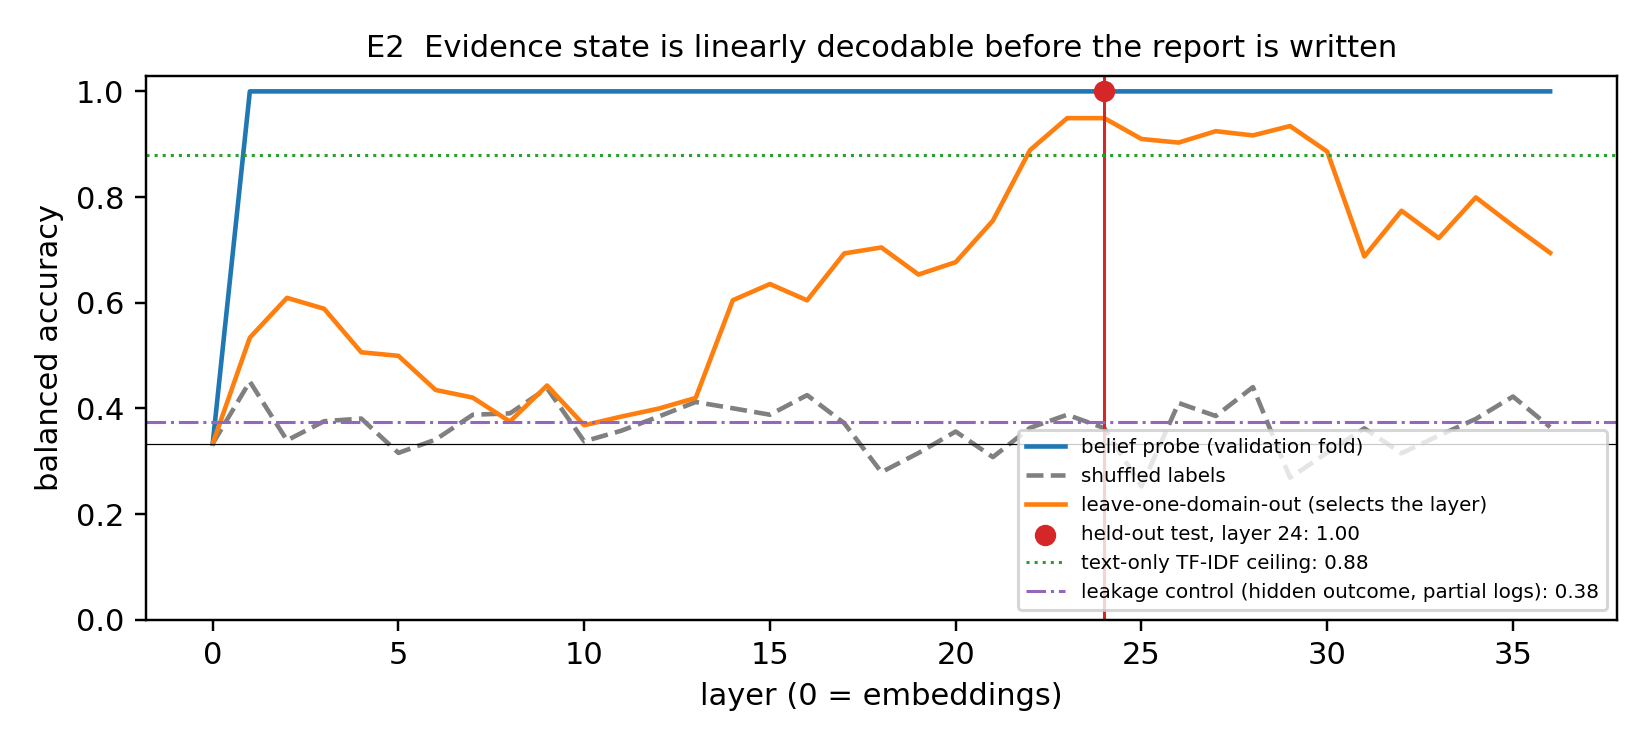 E2  Evidence state is linearly decodable before the report is written
balanced accuracy
1.0
0.8
0.6
0.4
0.2
0.0
belief probe (validation fold)
shuffled labels
leave-one-domain-out (selects the layer)
held-out test, layer 24: 1.00
text-only TF-IDF ceiling: 0.88
leakage control (hidden outcome, partial logs): 0.38
0 5 10 15 20 25 30 35
layer (0 = embeddings)